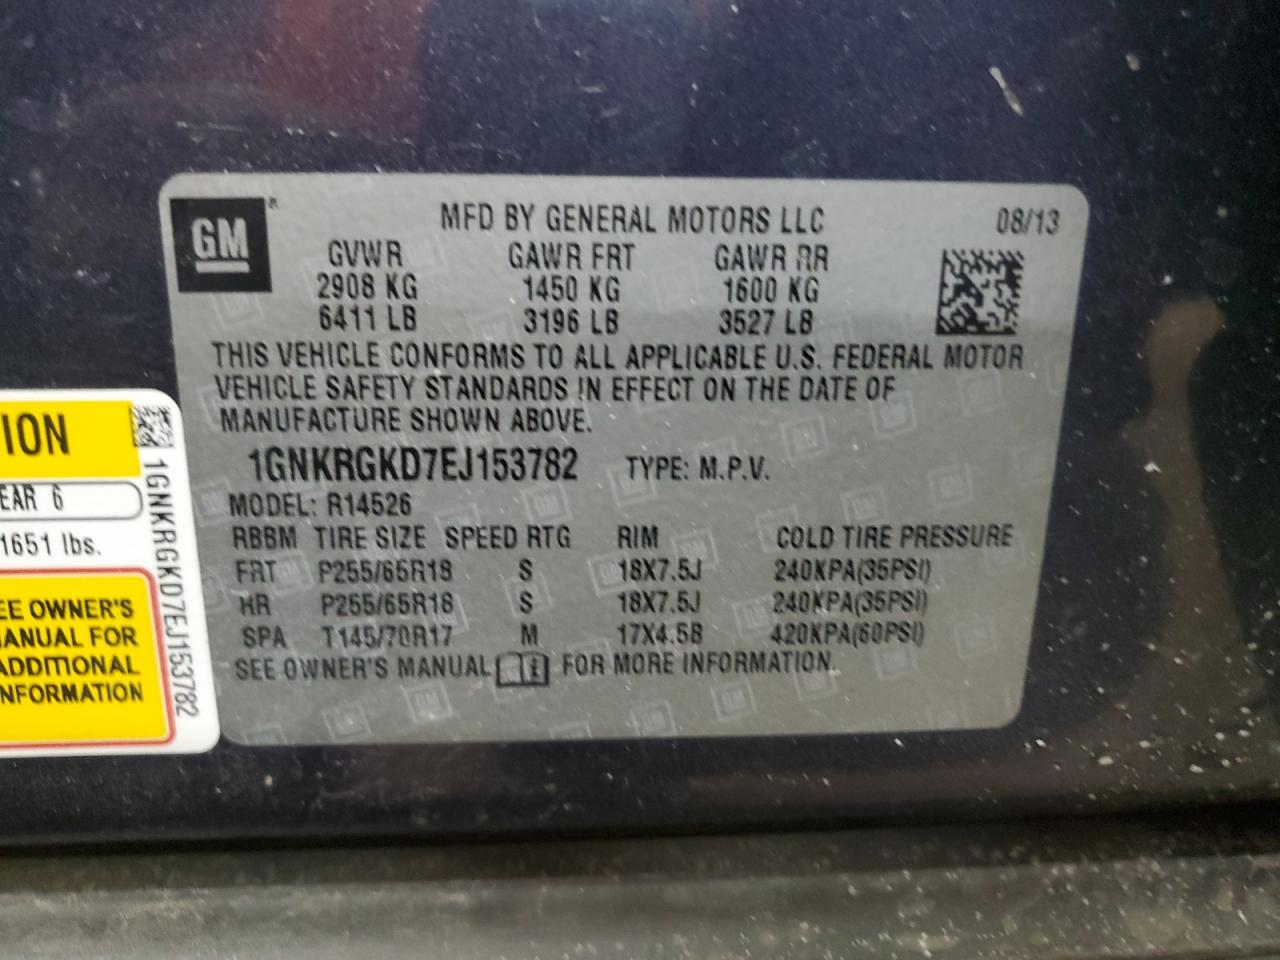 GM
MFD BY GENERAL MOTORS LLC 08/13
GVWR GAWR FRT GAWR RR
2908 KG 1450 KG 1600 KG
6411 LB 3196 LB 3527 LB
THIS VEHICLE CONFORMS TO ALL APPLICABLE U.S. FEDERAL MOTOR
VEHICLE SAFETY STANDARDS IN EFFECT ON THE DATE OF
MANUFACTURE SHOWN ABOVE.
1GNKRGKD7EJ153782 TYPE: M.P.V.
MODEL: R14526
RBBM TIRE SIZE SPEED RTG RIM COLD TIRE PRESSURE
FRT P255/65R18 S 18X7.5J 240KPA(35PSI)
RR P255/65R18 S 18X7.5J 240KPA(35PSI)
SPA T145/70R17 M 17X4.5B 420KPA(60PSI)
SEE OWNER'S MANUAL FOR MORE INFORMATION.
ION
EAR 6
1651 lbs.
EE OWNER'S
ANUAL FOR
ADDITIONAL
NFORMATION
1GNKRGKD7EJ153782